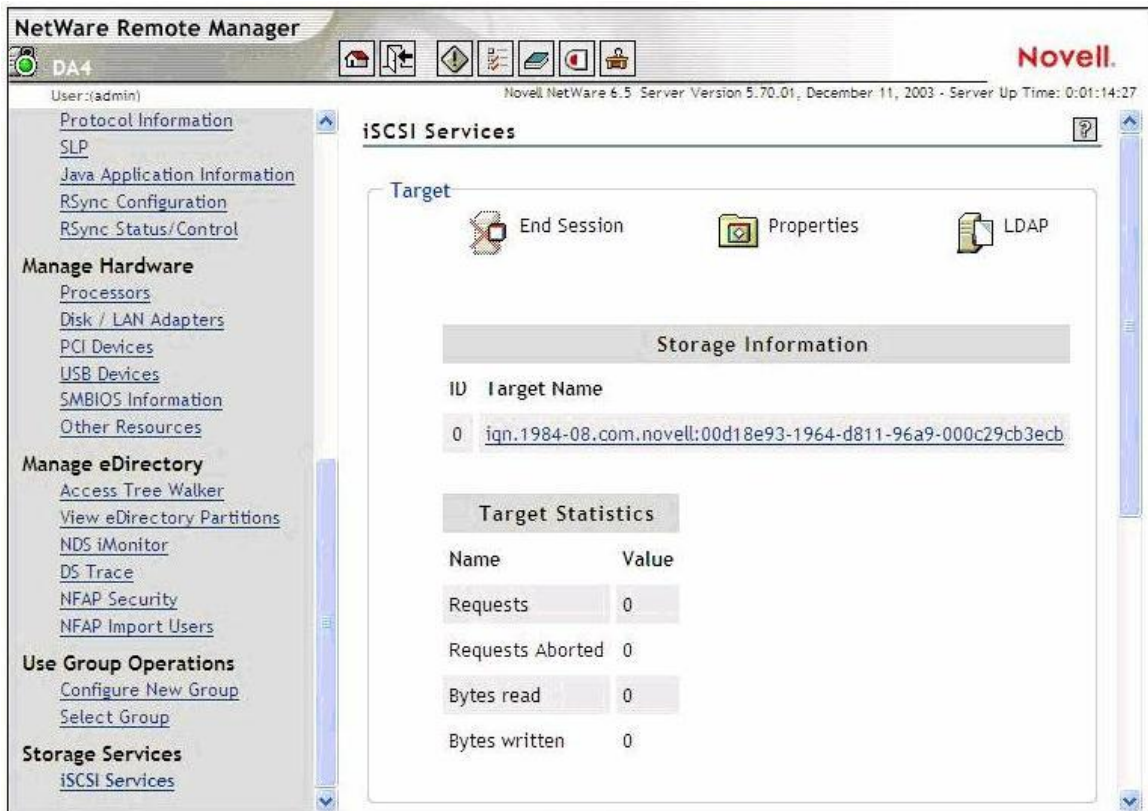 NetWare Remote Manager
DA4
Novell.
User:(admin)
Novell NetWare 6.5 Server Version 5.70.01, December 11, 2003 - Server Up Time: 0:01:14:27
Protocol Information
SLP
Java Application Information
RSync Configuration
RSync Status/Control
Manage Hardware
Processors
Disk / LAN Adapters
PCI Devices
USB Devices
SMBIOS Information
Other Resources
Manage eDirectory
Access Tree Walker
View eDirectory Partitions
NDS iMonitor
DS Trace
NFAP Security
NFAP Import Users
Use Group Operations
Configure New Group
Select Group
Storage Services
iSCSI Services
iSCSI Services
?
Target
End Session
Properties
LDAP
Storage Information
ID Target Name
0 iqn.1984-08.com.novell:00d18e93-1964-d811-96a9-000c29cb3ecb
Target Statistics
Name Value
Requests 0
Requests Aborted 0
Bytes read 0
Bytes written 0